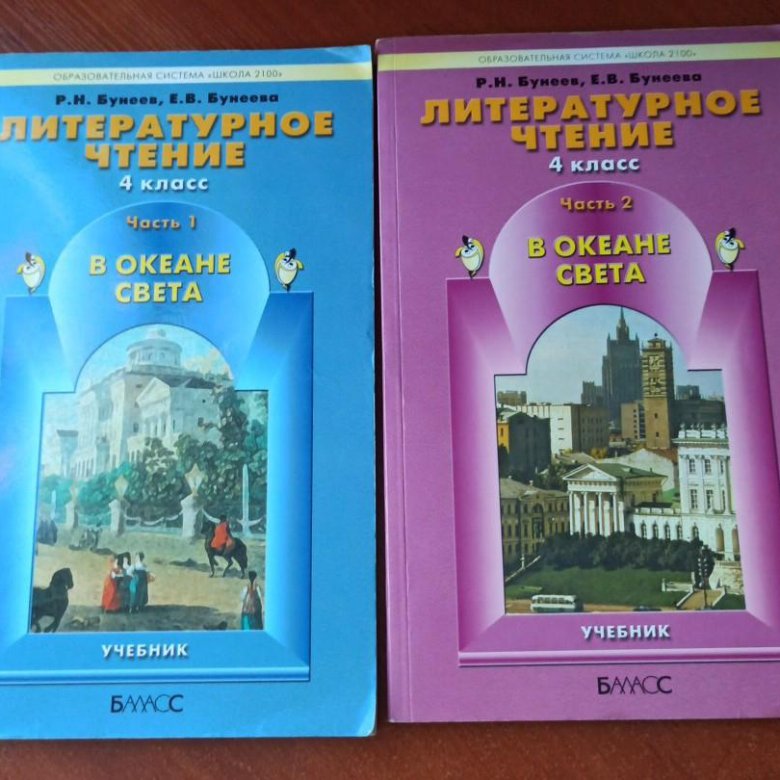 ОБРАЗОВАТЕЛЬНАЯ СИСТЕМА «ШКОЛА 2100»
Р.Н. Бунеев, Е.В. Бунеева
ЛИТЕРАТУРНОЕ
ЧТЕНИЕ
4 класс
Часть 1
В ОКЕАНЕ
СВЕТА
УЧЕБНИК
БАЛАСС
ОБРАЗОВАТЕЛЬНАЯ СИСТЕМА «ШКОЛА 2100»
Р.Н. Бунеев, Е.В. Бунеева
ЛИТЕРАТУРНОЕ
ЧТЕНИЕ
4 класс
Часть 2
В ОКЕАНЕ
СВЕТА
УЧЕБНИК
БАЛАСС